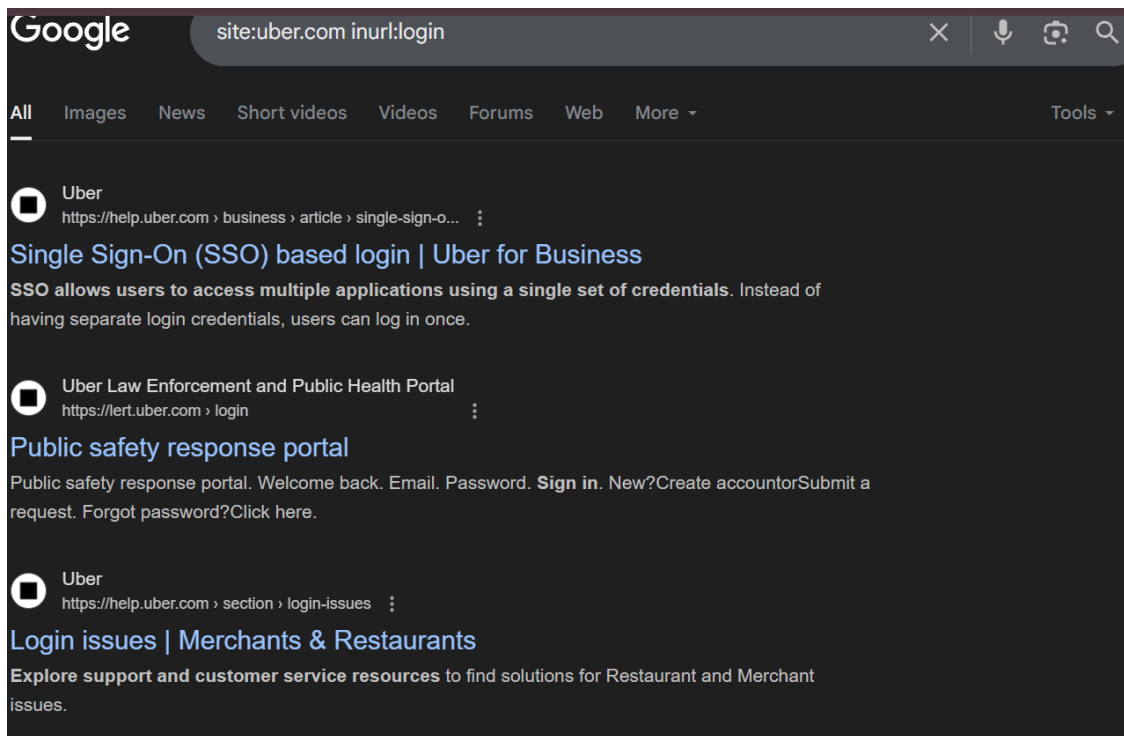 Google
site:uber.com inurl:login
All Images News Short videos Videos Forums Web More Tools
Uber
https://help.uber.com › business › article › single-sign-o...
Single Sign-On (SSO) based login | Uber for Business
SSO allows users to access multiple applications using a single set of credentials. Instead of
having separate login credentials, users can log in once.
Uber Law Enforcement and Public Health Portal
https://lert.uber.com › login
Public safety response portal
Public safety response portal. Welcome back. Email. Password. Sign in. New?Create accountorSubmit a
request. Forgot password?Click here.
Uber
https://help.uber.com › section › login-issues
Login issues | Merchants & Restaurants
Explore support and customer service resources to find solutions for Restaurant and Merchant
issues.